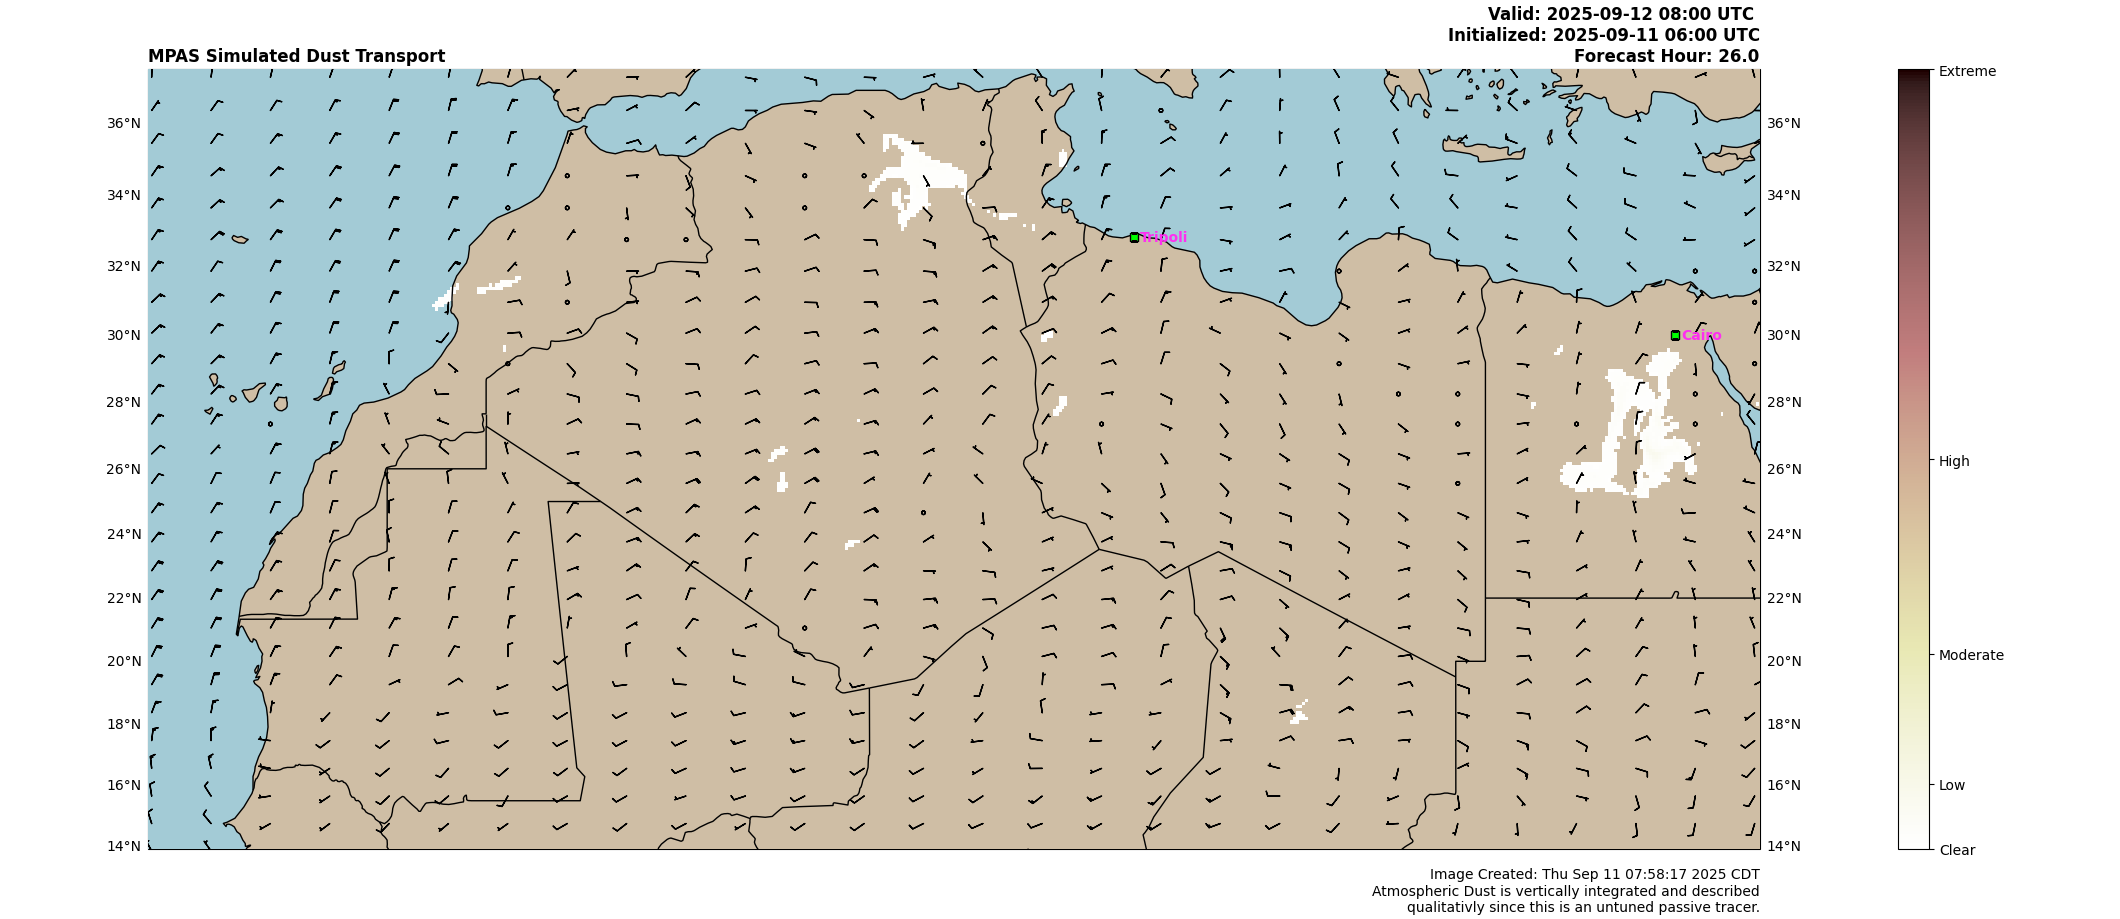 Valid: 2025-09-12 08:00 UTC
Initialized: 2025-09-11 06:00 UTC
MPAS Simulated Dust Transport
Forecast Hour: 26.0
Extreme
36°N
36°N
34°N
34°N
Tripoli
32°N
32°N
30°N
Cairo
30°N
28°N
28°N
High
26°N
26°N
24°N
24°N
22°N
22°N
20°N
20°N
Moderate
18°N
18°N
16°N
16°N
Low
14°N
14°N
Clear
Image Created: Thu Sep 11 07:58:17 2025 CDT
Atmospheric Dust is vertically integrated and described
qualitativly since this is an untuned passive tracer.